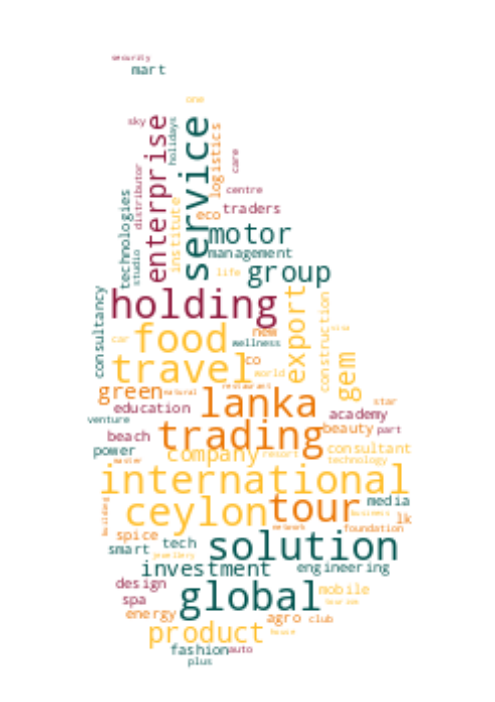 security
mart
one
sky
enterprise
holidays
service
logistics
care
distributor
technologies
studio
institute
centre
eco
traders
motor
management
life
group
consultancy
holding
export
construction
spa
car
food
new
wellness
gem
travel
co
world
restaurant
green
natural
lanka
star
education
academy
venture
trading
beauty
part
beach
power
company
resort
consultant
technology
master
international
ceylon
tour
media
business
lk
building
network
foundation
spice
smart
tech
solution
jewellery
investment
engineering
design
spa
global
mobile
tourism
energy
agro
club
product
house
fashion
auto
plus